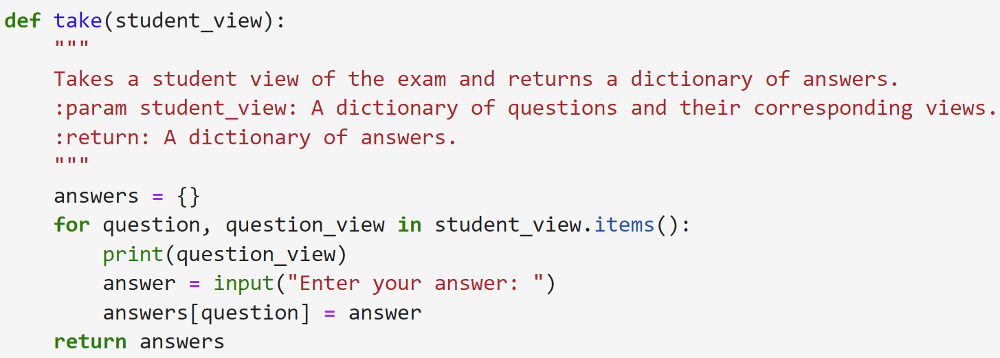 def take(student_view):
    """
    Takes a student view of the exam and returns a dictionary of answers.
    :param student_view: A dictionary of questions and their corresponding views.
    :return: A dictionary of answers.
    """
    answers = {}
    for question, question_view in student_view.items():
        print(question_view)
        answer = input("Enter your answer: ")
        answers[question] = answer
    return answers